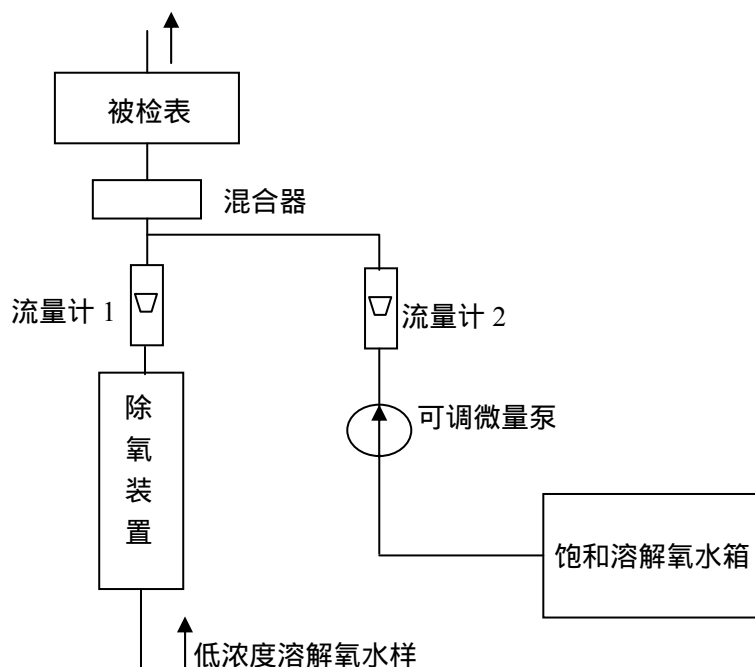 被检表
混合器
流量计 1
流量计 2
除氧装置
可调微量泵
饱和溶解氧水箱
低浓度溶解氧水样